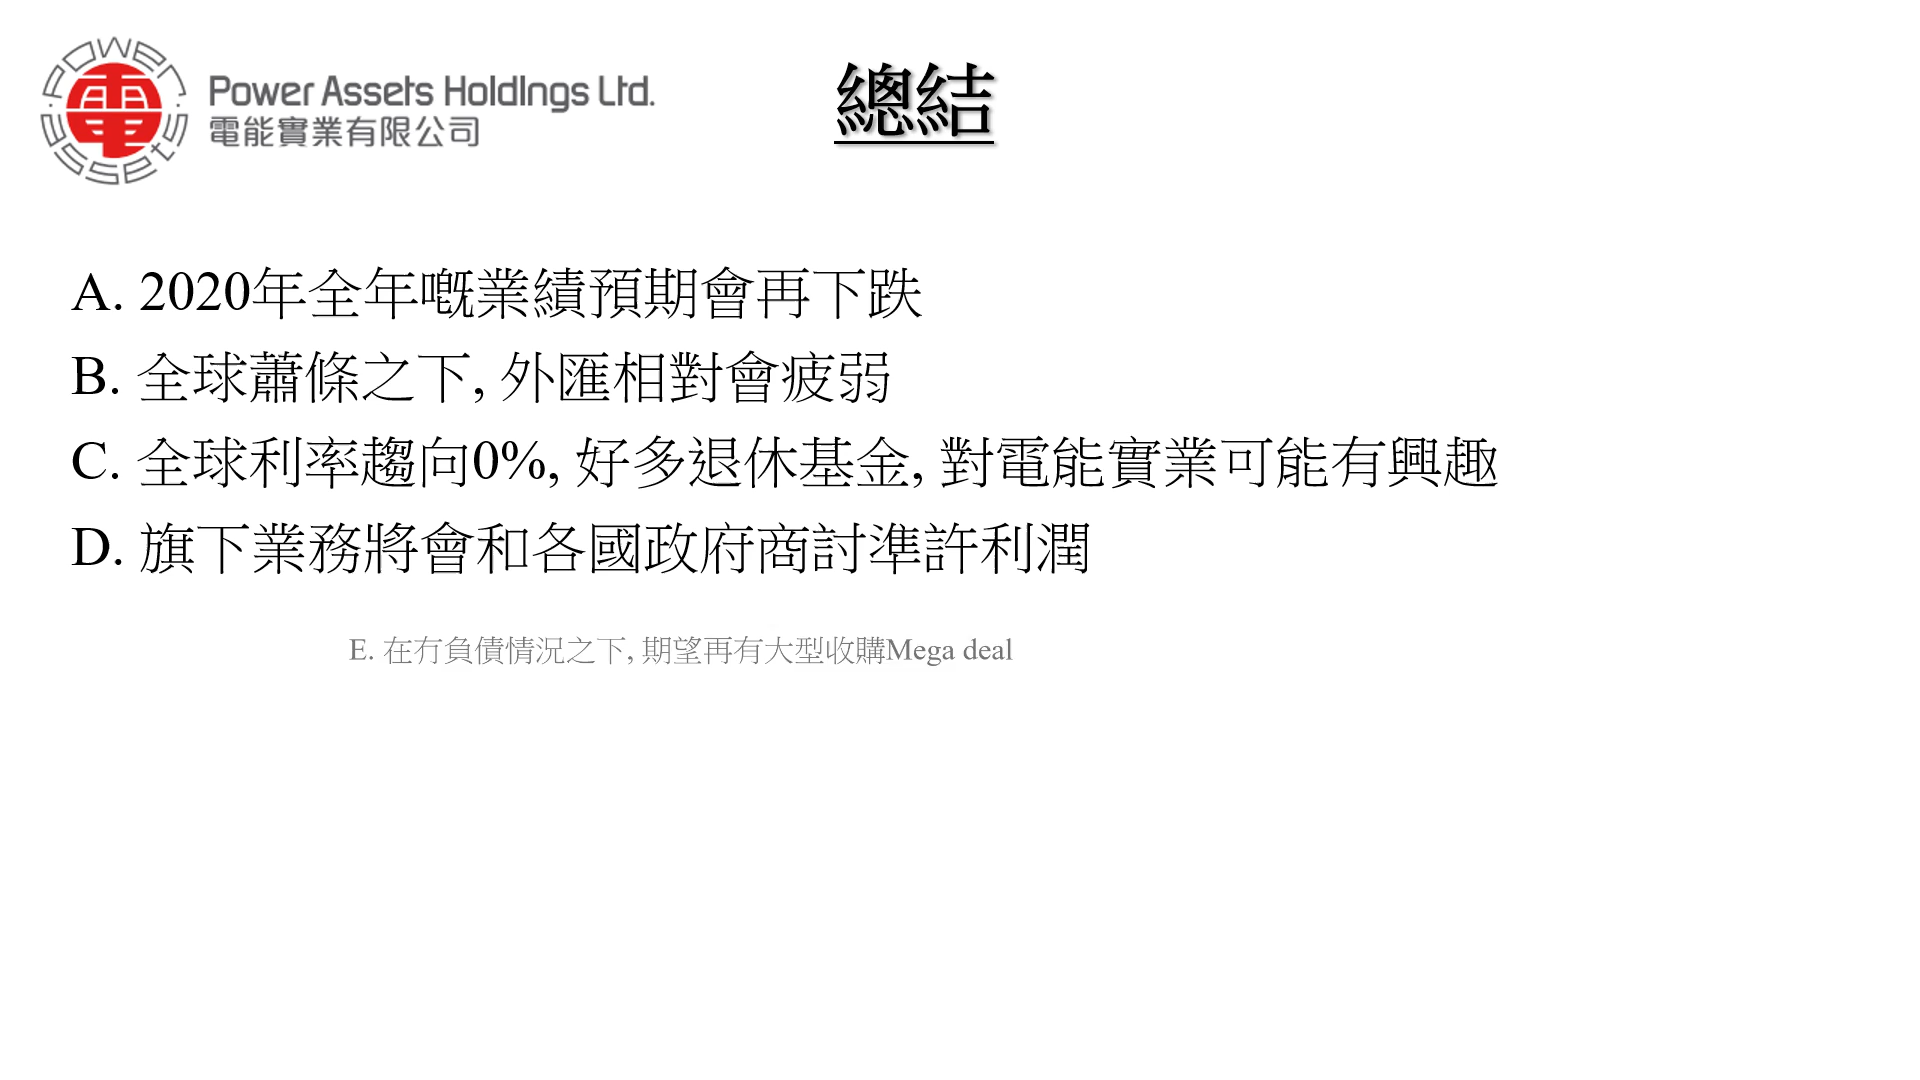 POWER Assets
電
Power Assets Holdings Ltd.
電能實業有限公司
總結
A. 2020年全年嘅業績預期會再下跌
B. 全球蕭條之下, 外匯相對會疲弱
C. 全球利率趨向0%, 好多退休基金, 對電能實業可能有興趣
D. 旗下業務將會和各國政府商討準許利潤
E. 在冇負債情況之下, 期望再有大型收購Mega deal